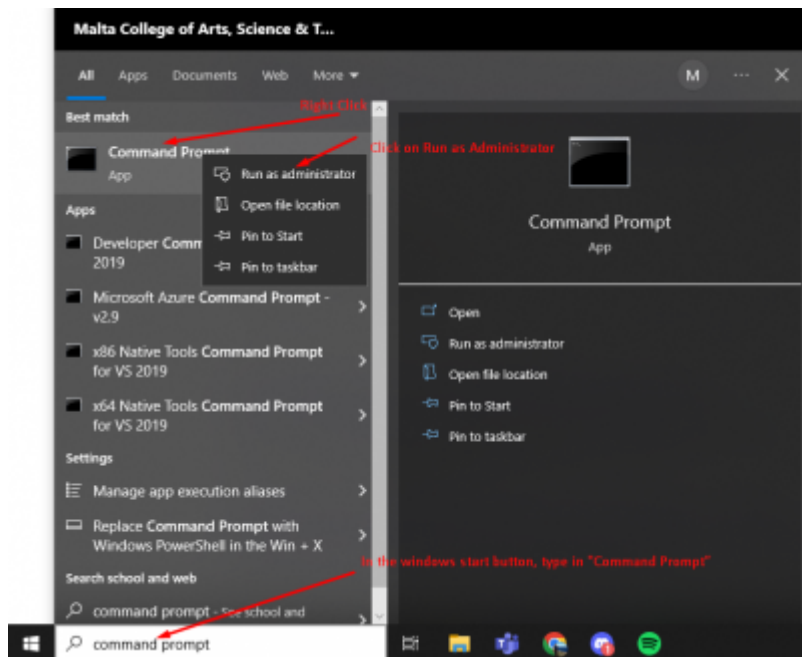 Malta College of Arts, Science & T...
All Apps Documents Web More
M
Right Click
Best match
Command Prompt
App
Click on Run as Administrator
Run as administrator
Open file location
Pin to Start
Pin to taskbar
Apps
Developer Comm
2019
Microsoft Azure Command Prompt -
v2.9
x86 Native Tools Command Prompt
for VS 2019
x64 Native Tools Command Prompt
for VS 2019
Settings
Manage app execution aliases
Replace Command Prompt with
Windows PowerShell in the Win + X
Search school and web
command prompt - See school and
In the windows start button, type in "Command Prompt"
command prompt
Command Prompt
App
Open
Run as administrator
Open file location
Pin to Start
Pin to taskbar